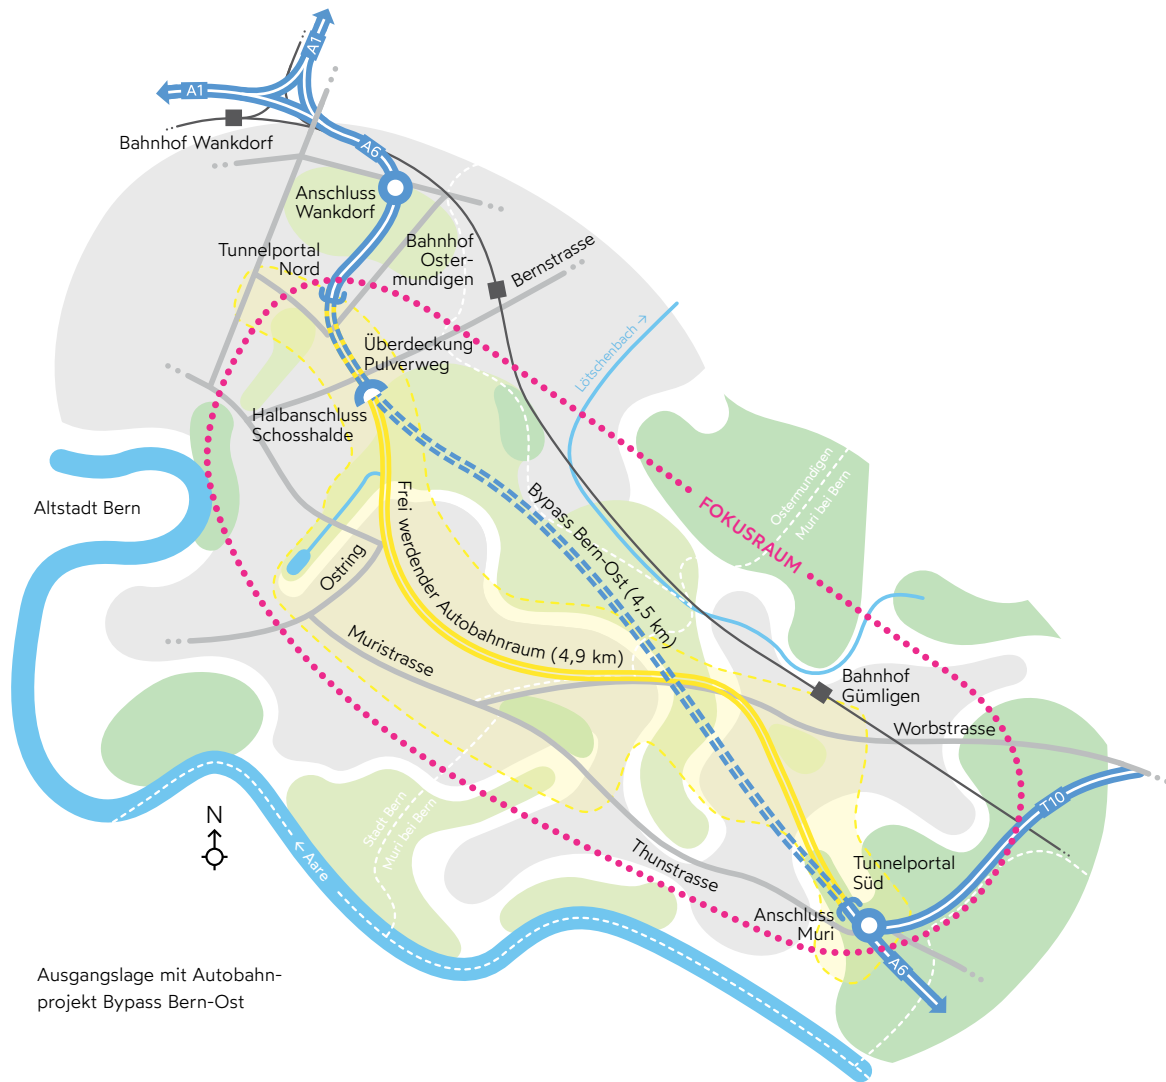 A1
A1
Bahnhof Wankdorf
A6
Anschluss
Wankdorf
Tunnelportal
Nord
Bahnhof
Oster-
mundigen
Bernstrasse
Überdeckung
Pulverweg
Lötschenbach →
Halbanschluss
Schosshalde
Altstadt Bern
Ostermundigen
Muri bei Bern
FOKUSRAUM
Bypass Bern-Ost (4,5 km)
Frei werdender Autobahnraum (4,9 km)
Ostring
Muristrasse
Bahnhof
Gümligen
Worbstrasse
T10
N
Stadt Bern
Muri bei Bern
← Aare
Thunstrasse
Tunnelportal
Süd
Anschluss
Muri
A6
Ausgangslage mit Autobahn-
projekt Bypass Bern-Ost